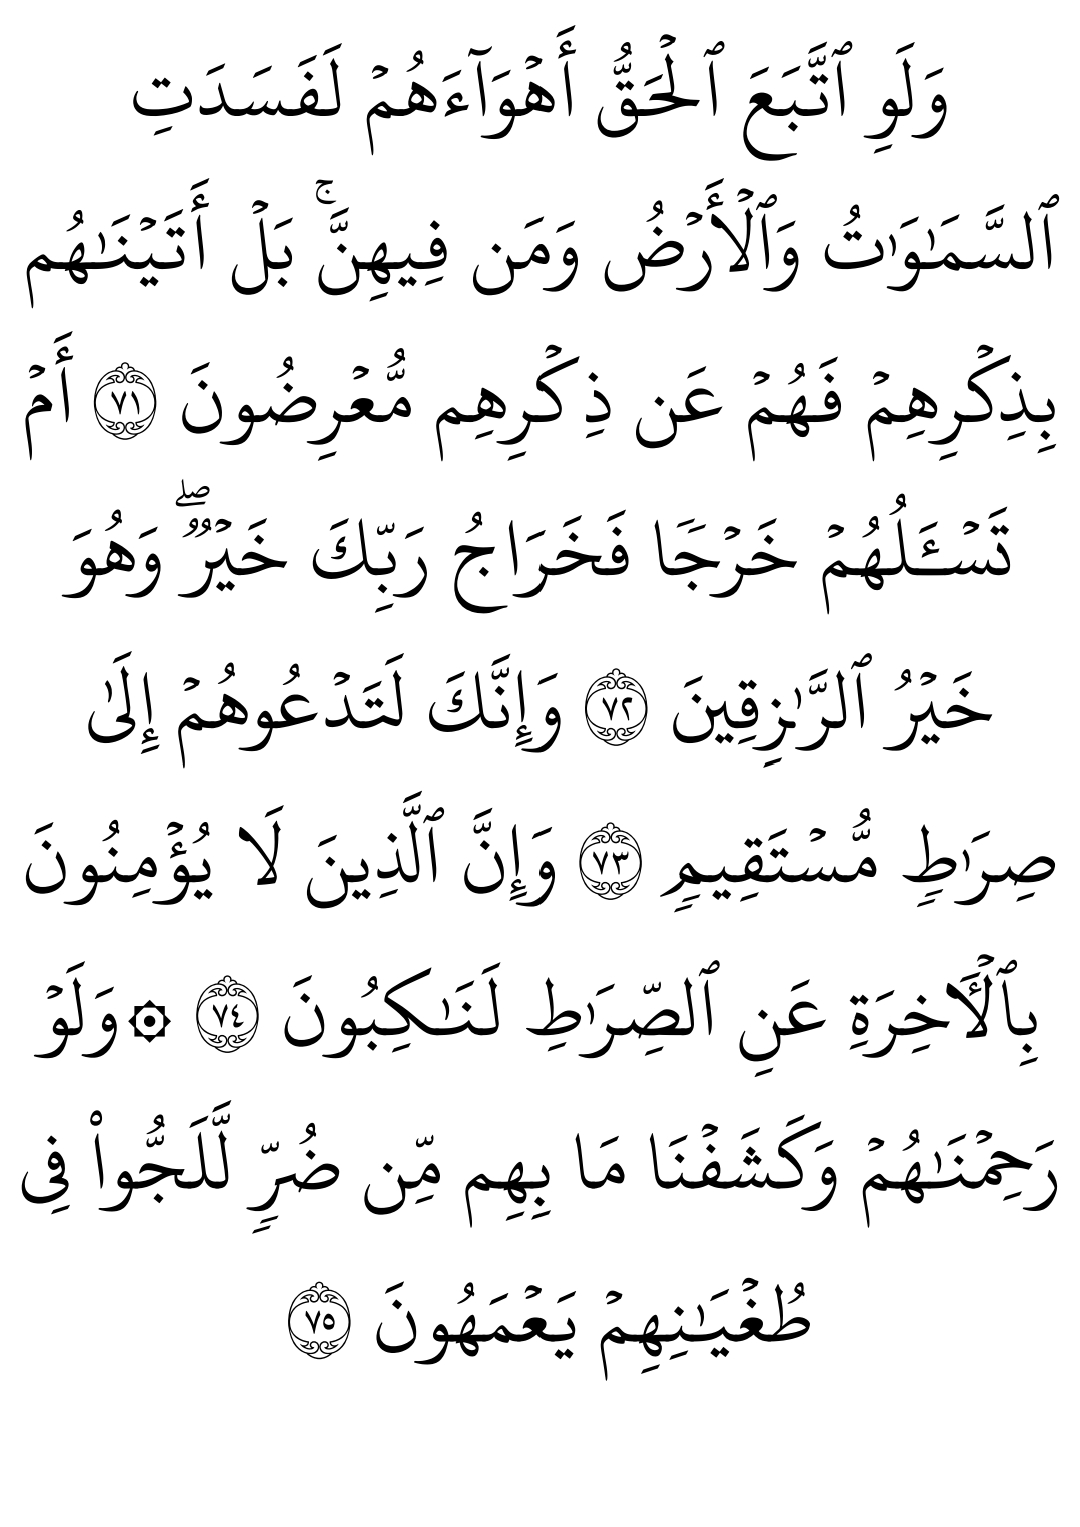 وَلَوِ ٱتَّبَعَ ٱلْحَقُّ أَهْوَآءَهُمْ لَفَسَدَتِ
ٱلسَّمَـٰوَٰتُ وَٱلْأَرْضُ وَمَن فِيهِنَّ ۚ بَلْ أَتَيْنَـٰهُم
بِذِكْرِهِمْ فَهُمْ عَن ذِكْرِهِم مُّعْرِضُونَ ٧١ أَمْ
تَسْـَٔلُهُمْ خَرْجًا فَخَرَاجُ رَبِّكَ خَيْرٌ ۖ وَهُوَ
خَيْرُ ٱلرَّٰزِقِينَ ٧٢ وَإِنَّكَ لَتَدْعُوهُمْ إِلَىٰ
صِرَٰطٍ مُّسْتَقِيمٍ ٧٣ وَإِنَّ ٱلَّذِينَ لَا يُؤْمِنُونَ
بِٱلْـَٔاخِرَةِ عَنِ ٱلصِّرَٰطِ لَنَـٰكِبُونَ ٧٤ ۞ وَلَوْ
رَحِمْنَـٰهُمْ وَكَشَفْنَا مَا بِهِم مِّن ضُرٍّ لَّلَجُّوا۟ فِى
طُغْيَـٰنِهِمْ يَعْمَهُونَ ٧٥